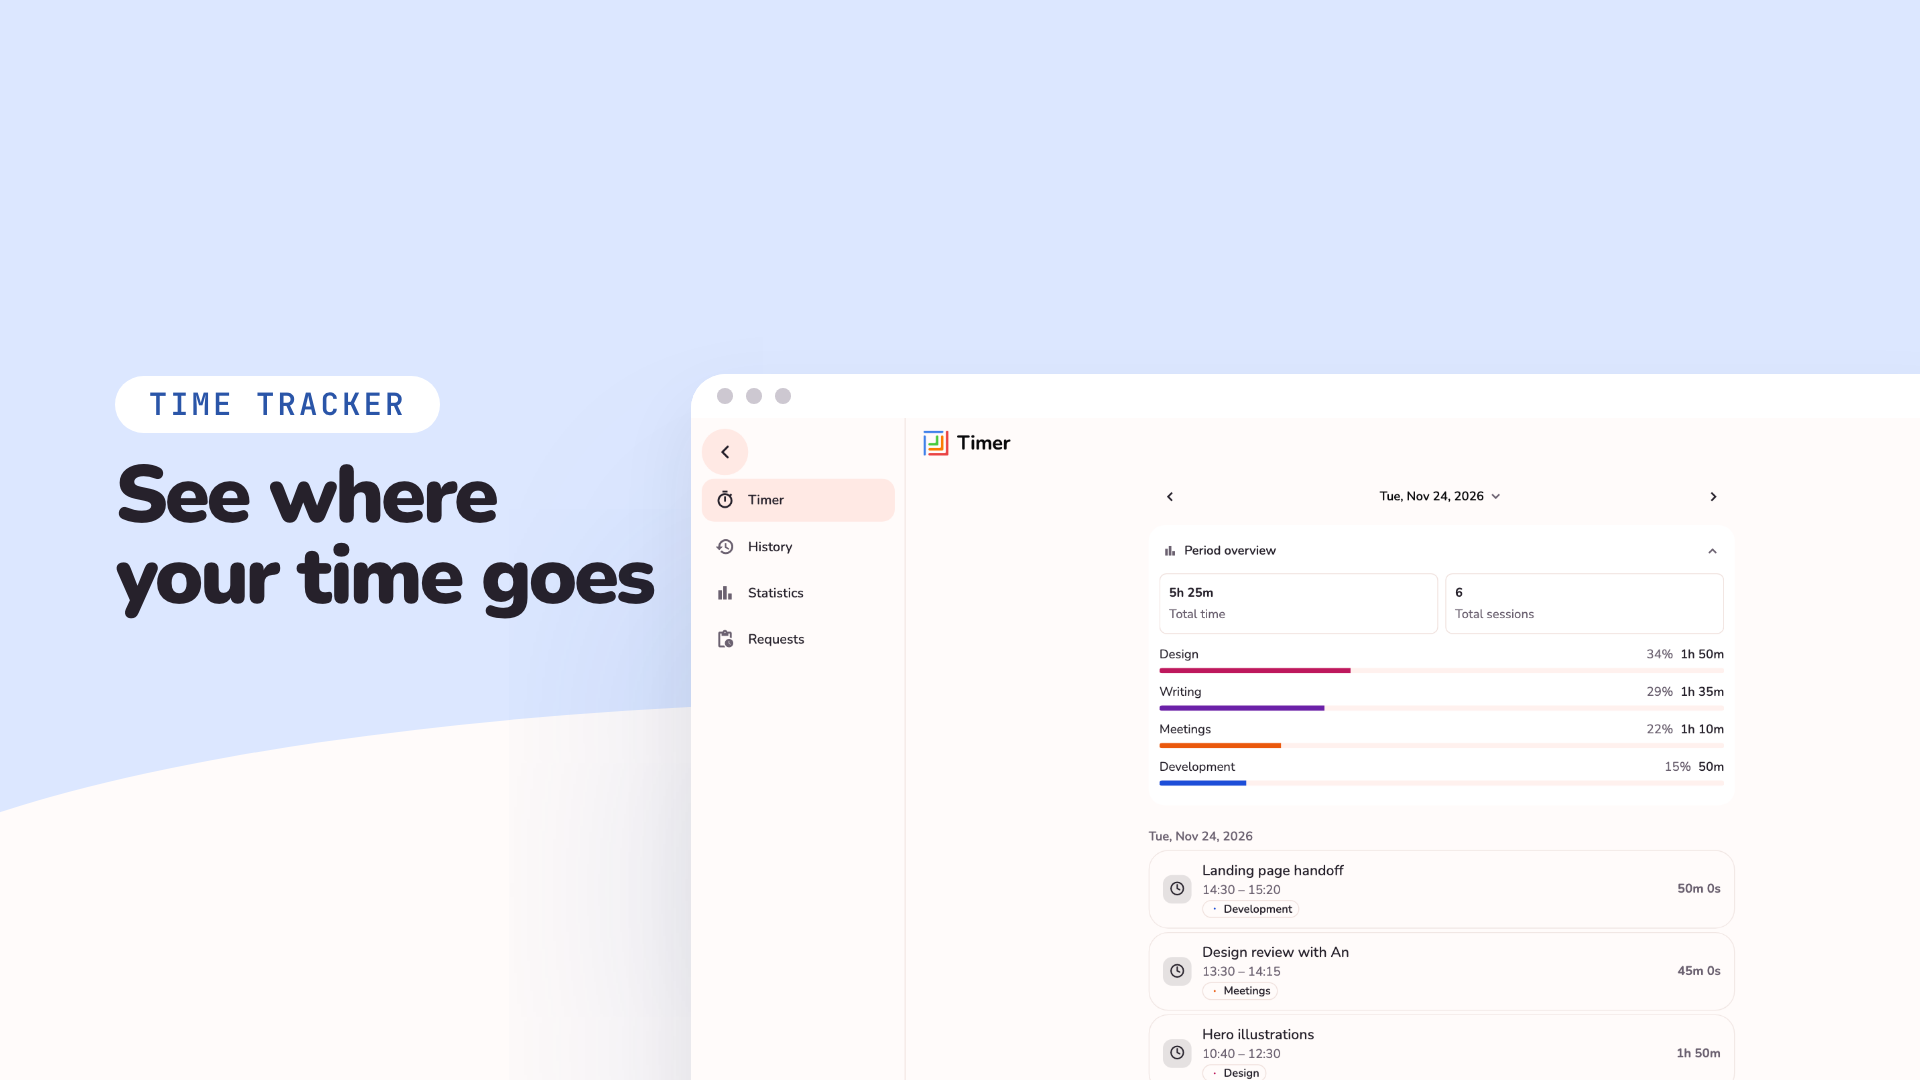 TIME TRACKER
See where
your time goes
Timer
History
Statistics
Requests
Timer
Tue, Nov 24, 2026
Period overview
5h 25m
Total time
6
Total sessions
Design 34% 1h 50m
Writing 29% 1h 35m
Meetings 22% 1h 10m
Development 15% 50m
Tue, Nov 24, 2026
Landing page handoff
14:30 – 15:20
Development
50m 0s
Design review with An
13:30 – 14:15
Meetings
45m 0s
Hero illustrations
10:40 – 12:30
Design
1h 50m